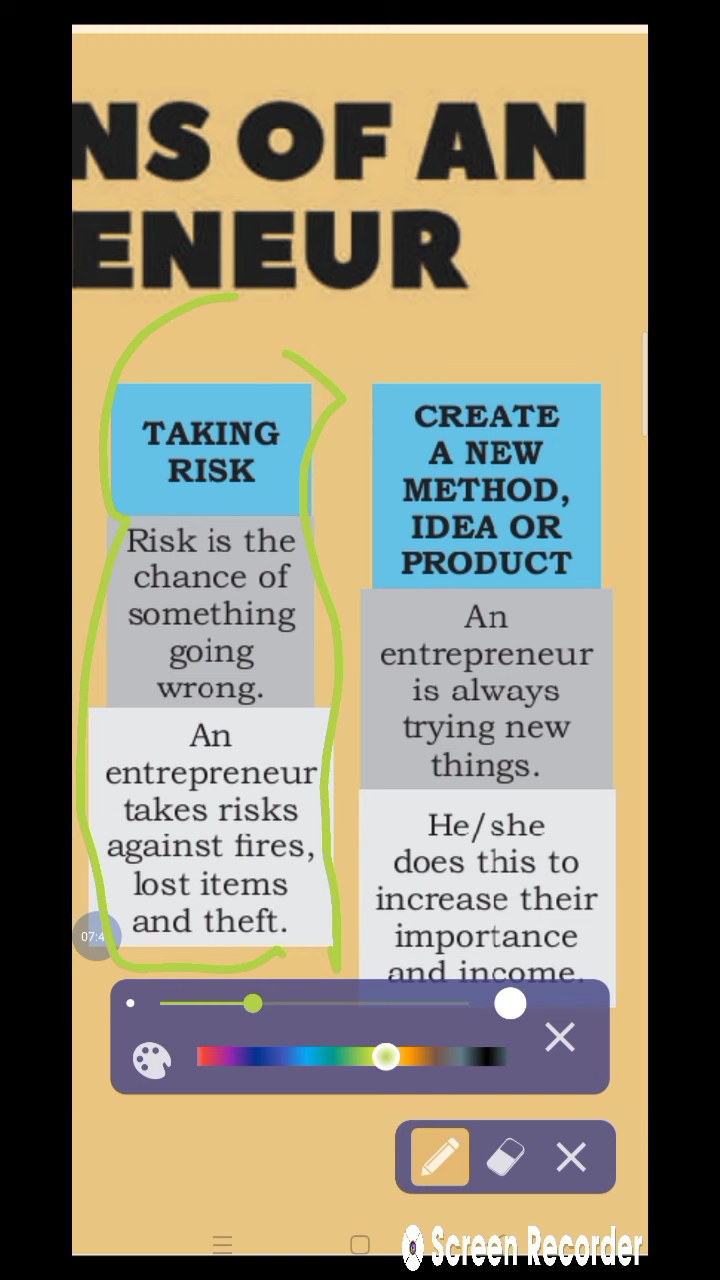 NS OF AN
ENEUR
TAKING
RISK
Risk is the
chance of
something
going
wrong.
An
entrepreneur
takes risks
against fires,
lost items
and theft.
CREATE
A NEW
METHOD,
IDEA OR
PRODUCT
An
entrepreneur
is always
trying new
things.
He/she
does this to
increase their
importance
and income.
07:4
Screen Recorder